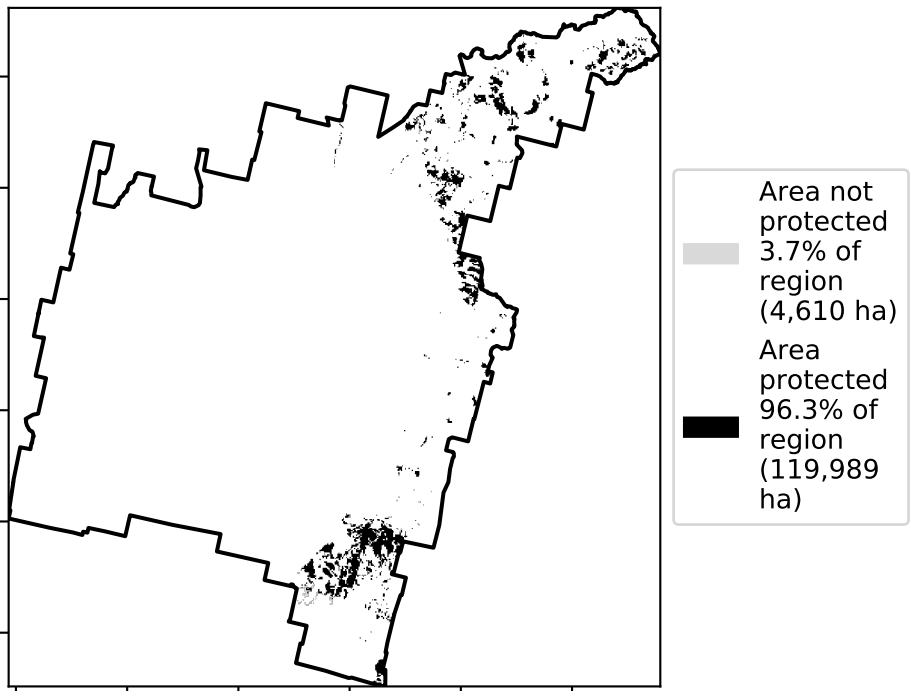 Area not
protected
3.7% of
region
(4,610 ha)
Area
protected
96.3% of
region
(119,989
ha)